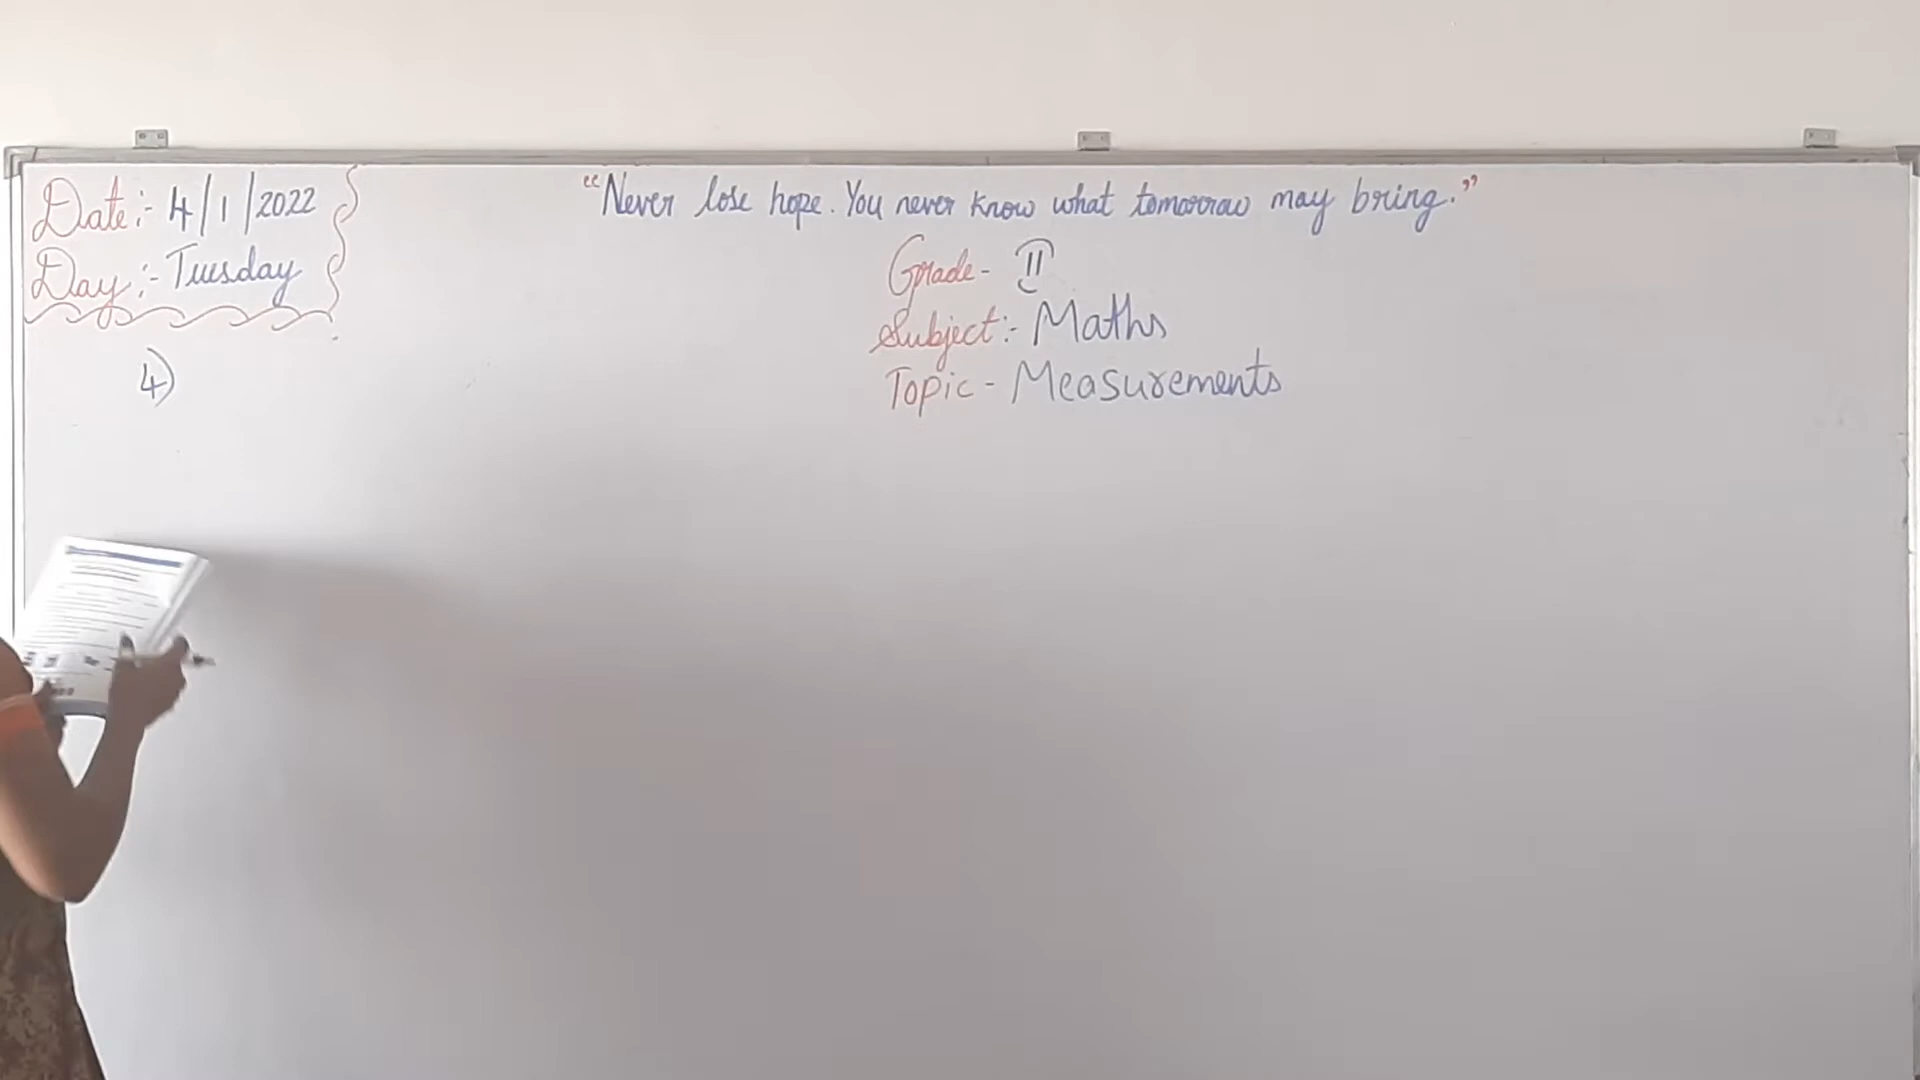 Date:- 4/1/2022
Day:- Tuesday
"Never lose hope. You never know what tomorrow may bring."
Grade- II
Subject:- Maths
Topic- Measurements
4)